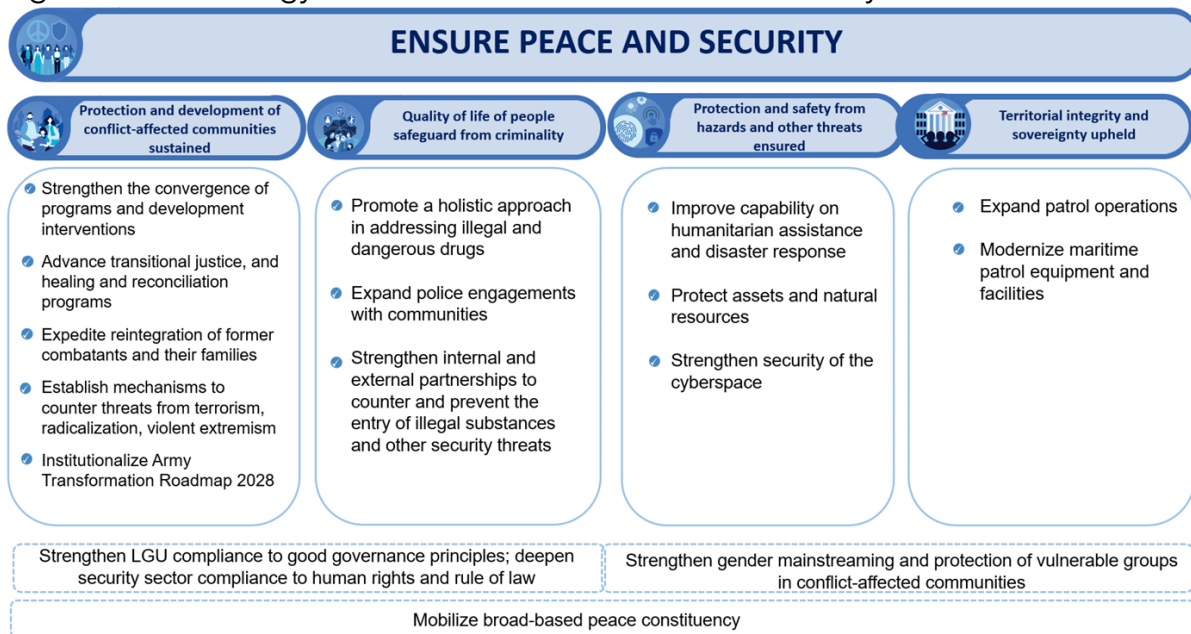 ENSURE PEACE AND SECURITY
Protection and development of
conflict-affected communities
sustained
Strengthen the convergence of
programs and development
interventions
Advance transitional justice, and
healing and reconciliation
programs
Expedite reintegration of former
combatants and their families
Establish mechanisms to
counter threats from terrorism,
radicalization, violent extremism
Institutionalize Army
Transformation Roadmap 2028
Quality of life of people
safeguard from criminality
Promote a holistic approach
in addressing illegal and
dangerous drugs
Expand police engagements
with communities
Strengthen internal and
external partnerships to
counter and prevent the
entry of illegal substances
and other security threats
Protection and safety from
hazards and other threats
ensured
Improve capability on
humanitarian assistance
and disaster response
Protect assets and natural
resources
Strengthen security of the
cyberspace
Territorial integrity and
sovereignty upheld
Expand patrol operations
Modernize maritime
patrol equipment and
facilities
Strengthen LGU compliance to good governance principles; deepen
security sector compliance to human rights and rule of law
Strengthen gender mainstreaming and protection of vulnerable groups
in conflict-affected communities
Mobilize broad-based peace constituency